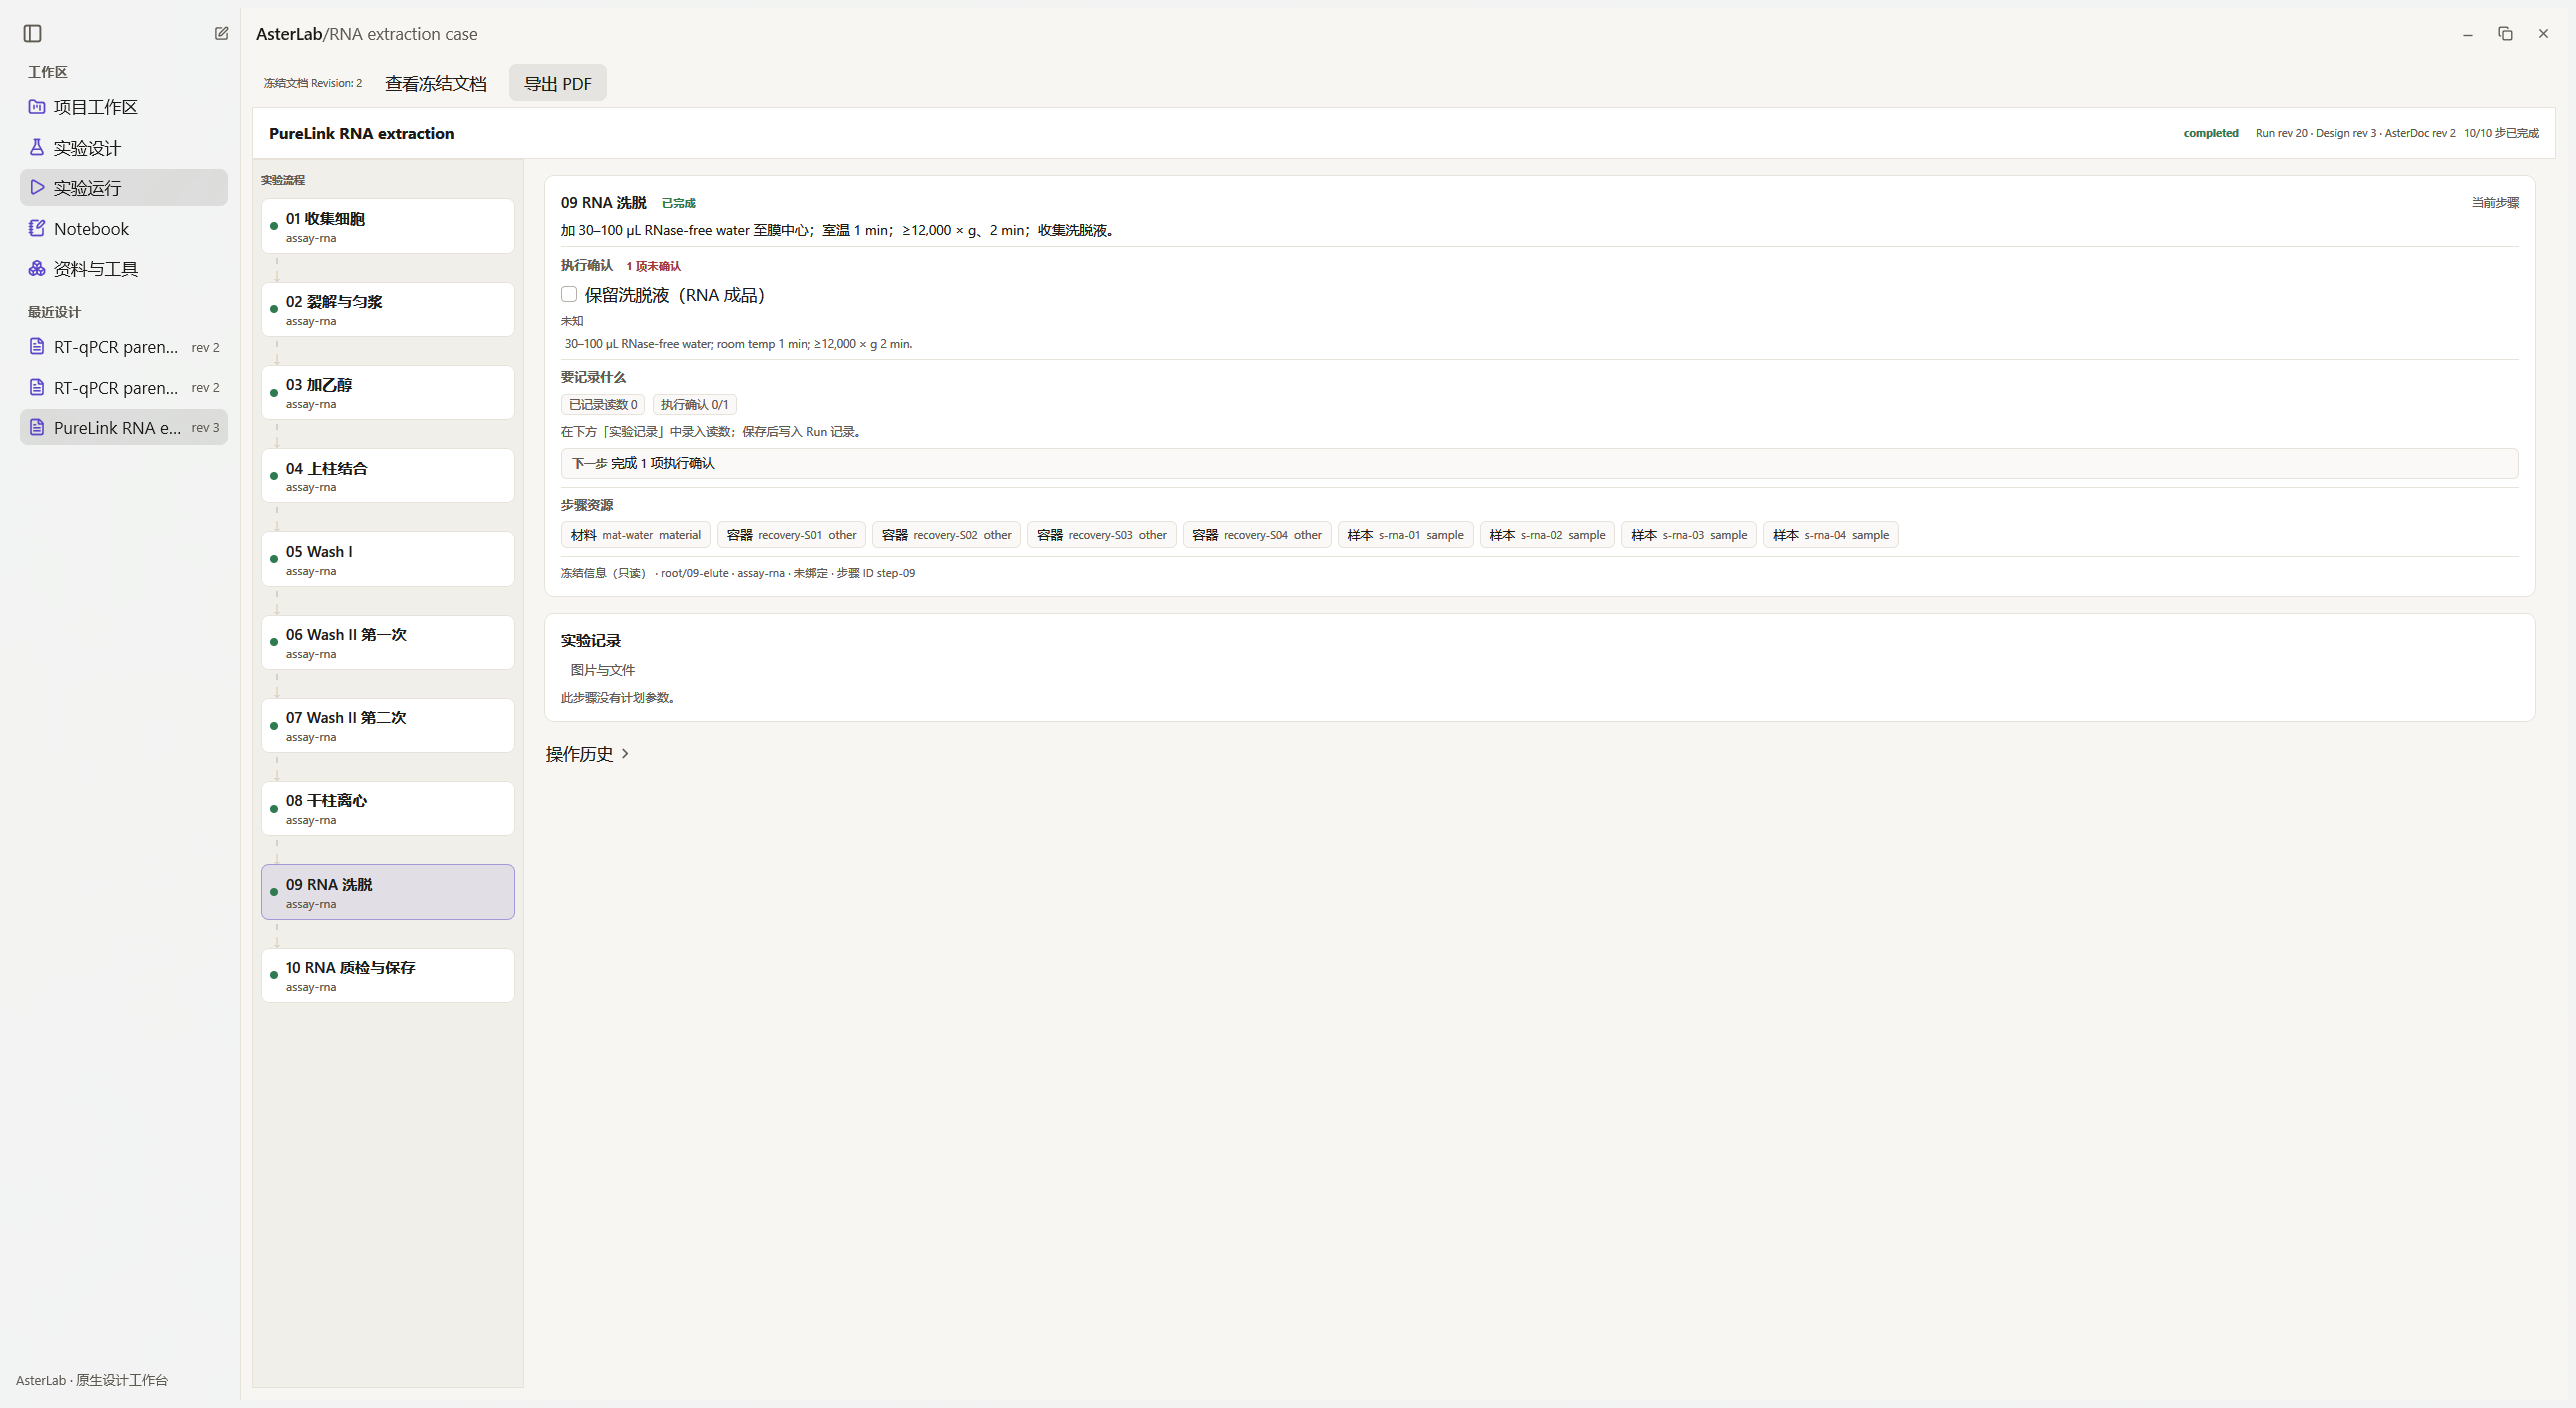 AsterLab/RNA extraction case
工作区
项目工作区
实验设计
实验运行
Notebook
资料与工具
最近设计
RT-qPCR paren... rev 2
RT-qPCR paren... rev 2
PureLink RNA e... rev 3
AsterLab · 原生设计工作台
冻结文档 Revision: 2 查看冻结文档 导出 PDF
PureLink RNA extraction
completed Run rev 20 · Design rev 3 · AsterDoc rev 2 10/10 步已完成
实验流程
01 收集细胞
assay-rna
02 裂解与匀浆
assay-rna
03 加乙醇
assay-rna
04 上柱结合
assay-rna
05 Wash I
assay-rna
06 Wash II 第一次
assay-rna
07 Wash II 第二次
assay-rna
08 干柱离心
assay-rna
09 RNA 洗脱
assay-rna
10 RNA 质检与保存
assay-rna
09 RNA 洗脱 已完成 当前步骤
加 30–100 µL RNase-free water 至膜中心；室温 1 min；≥12,000 × g、2 min；收集洗脱液。
执行确认 1 项未确认
保留洗脱液（RNA 成品）
未知
30–100 µL RNase-free water; room temp 1 min; ≥12,000 × g 2 min.
要记录什么
已记录读数 0 执行确认 0/1
在下方「实验记录」中录入读数；保存后写入 Run 记录。
下一步 完成 1 项执行确认
步骤资源
材料 mat-water material 容器 recovery-S01 other 容器 recovery-S02 other 容器 recovery-S03 other 容器 recovery-S04 other 样本 s-rna-01 sample 样本 s-rna-02 sample 样本 s-rna-03 sample 样本 s-rna-04 sample
冻结信息（只读） · root/09-elute · assay-rna · 未绑定 · 步骤 ID step-09
实验记录
图片与文件
此步骤没有计划参数。
操作历史